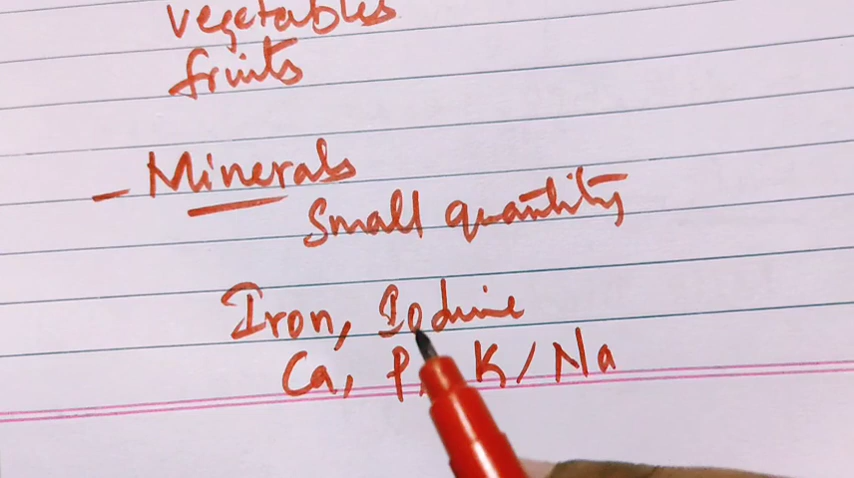 vegetables
fruits
- Minerals
Small quantity
Iron, Iodine
Ca, P, K/Na